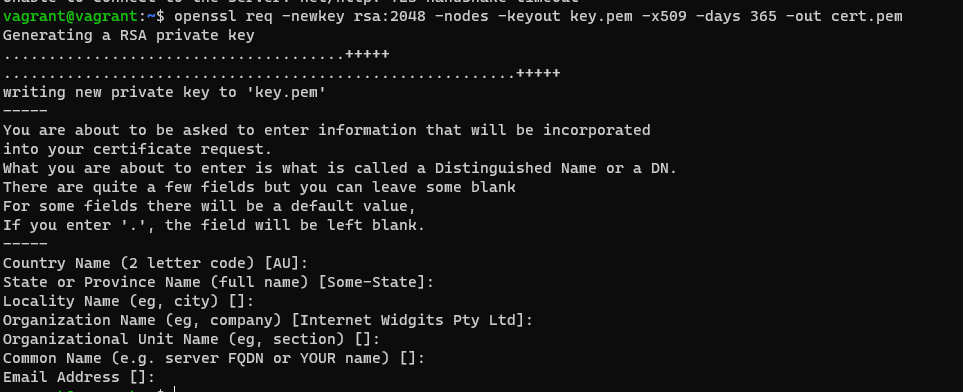 vagrant@vagrant:~$ openssl req -newkey rsa:2048 -nodes -keyout key.pem -x509 -days 365 -out cert.pem
Generating a RSA private key
......................................+++++
.........................................................+++++
writing new private key to 'key.pem'
-----
You are about to be asked to enter information that will be incorporated
into your certificate request.
What you are about to enter is what is called a Distinguished Name or a DN.
There are quite a few fields but you can leave some blank
For some fields there will be a default value,
If you enter '.', the field will be left blank.
-----
Country Name (2 letter code) [AU]:
State or Province Name (full name) [Some-State]:
Locality Name (eg, city) []:
Organization Name (eg, company) [Internet Widgits Pty Ltd]:
Organizational Unit Name (eg, section) []:
Common Name (e.g. server FQDN or YOUR name) []:
Email Address []: